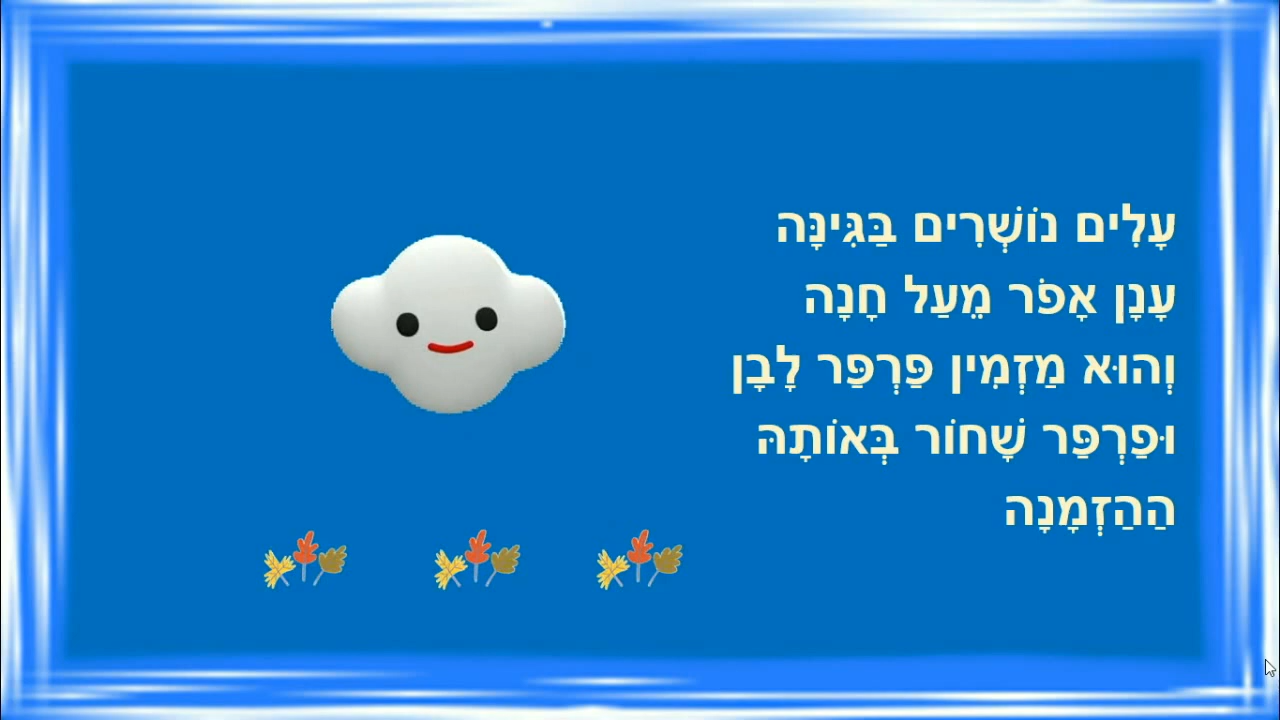 עָלִים נוֹשְׁרִים בַּגִּינָּה
עָנָן אָפֹר מֵעַל חָנָה
וְהוּא מַזְמִין פַּרְפַּר לָבָן
וּפַרְפַּר שָׁחוֹר בְּאוֹתָהּ
הַהַזְמָנָה